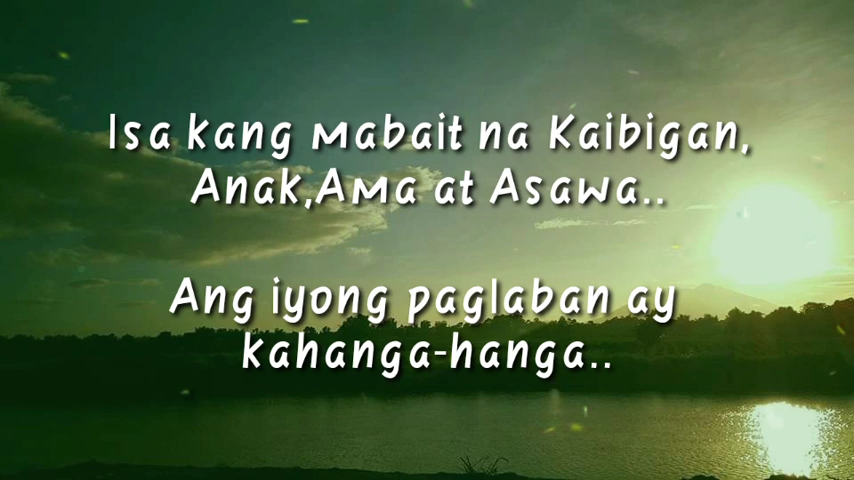 Isa kang mabait na Kaibigan,
Anak,Ama at Asawa..
Ang iyong paglaban ay
kahanga-hanga..